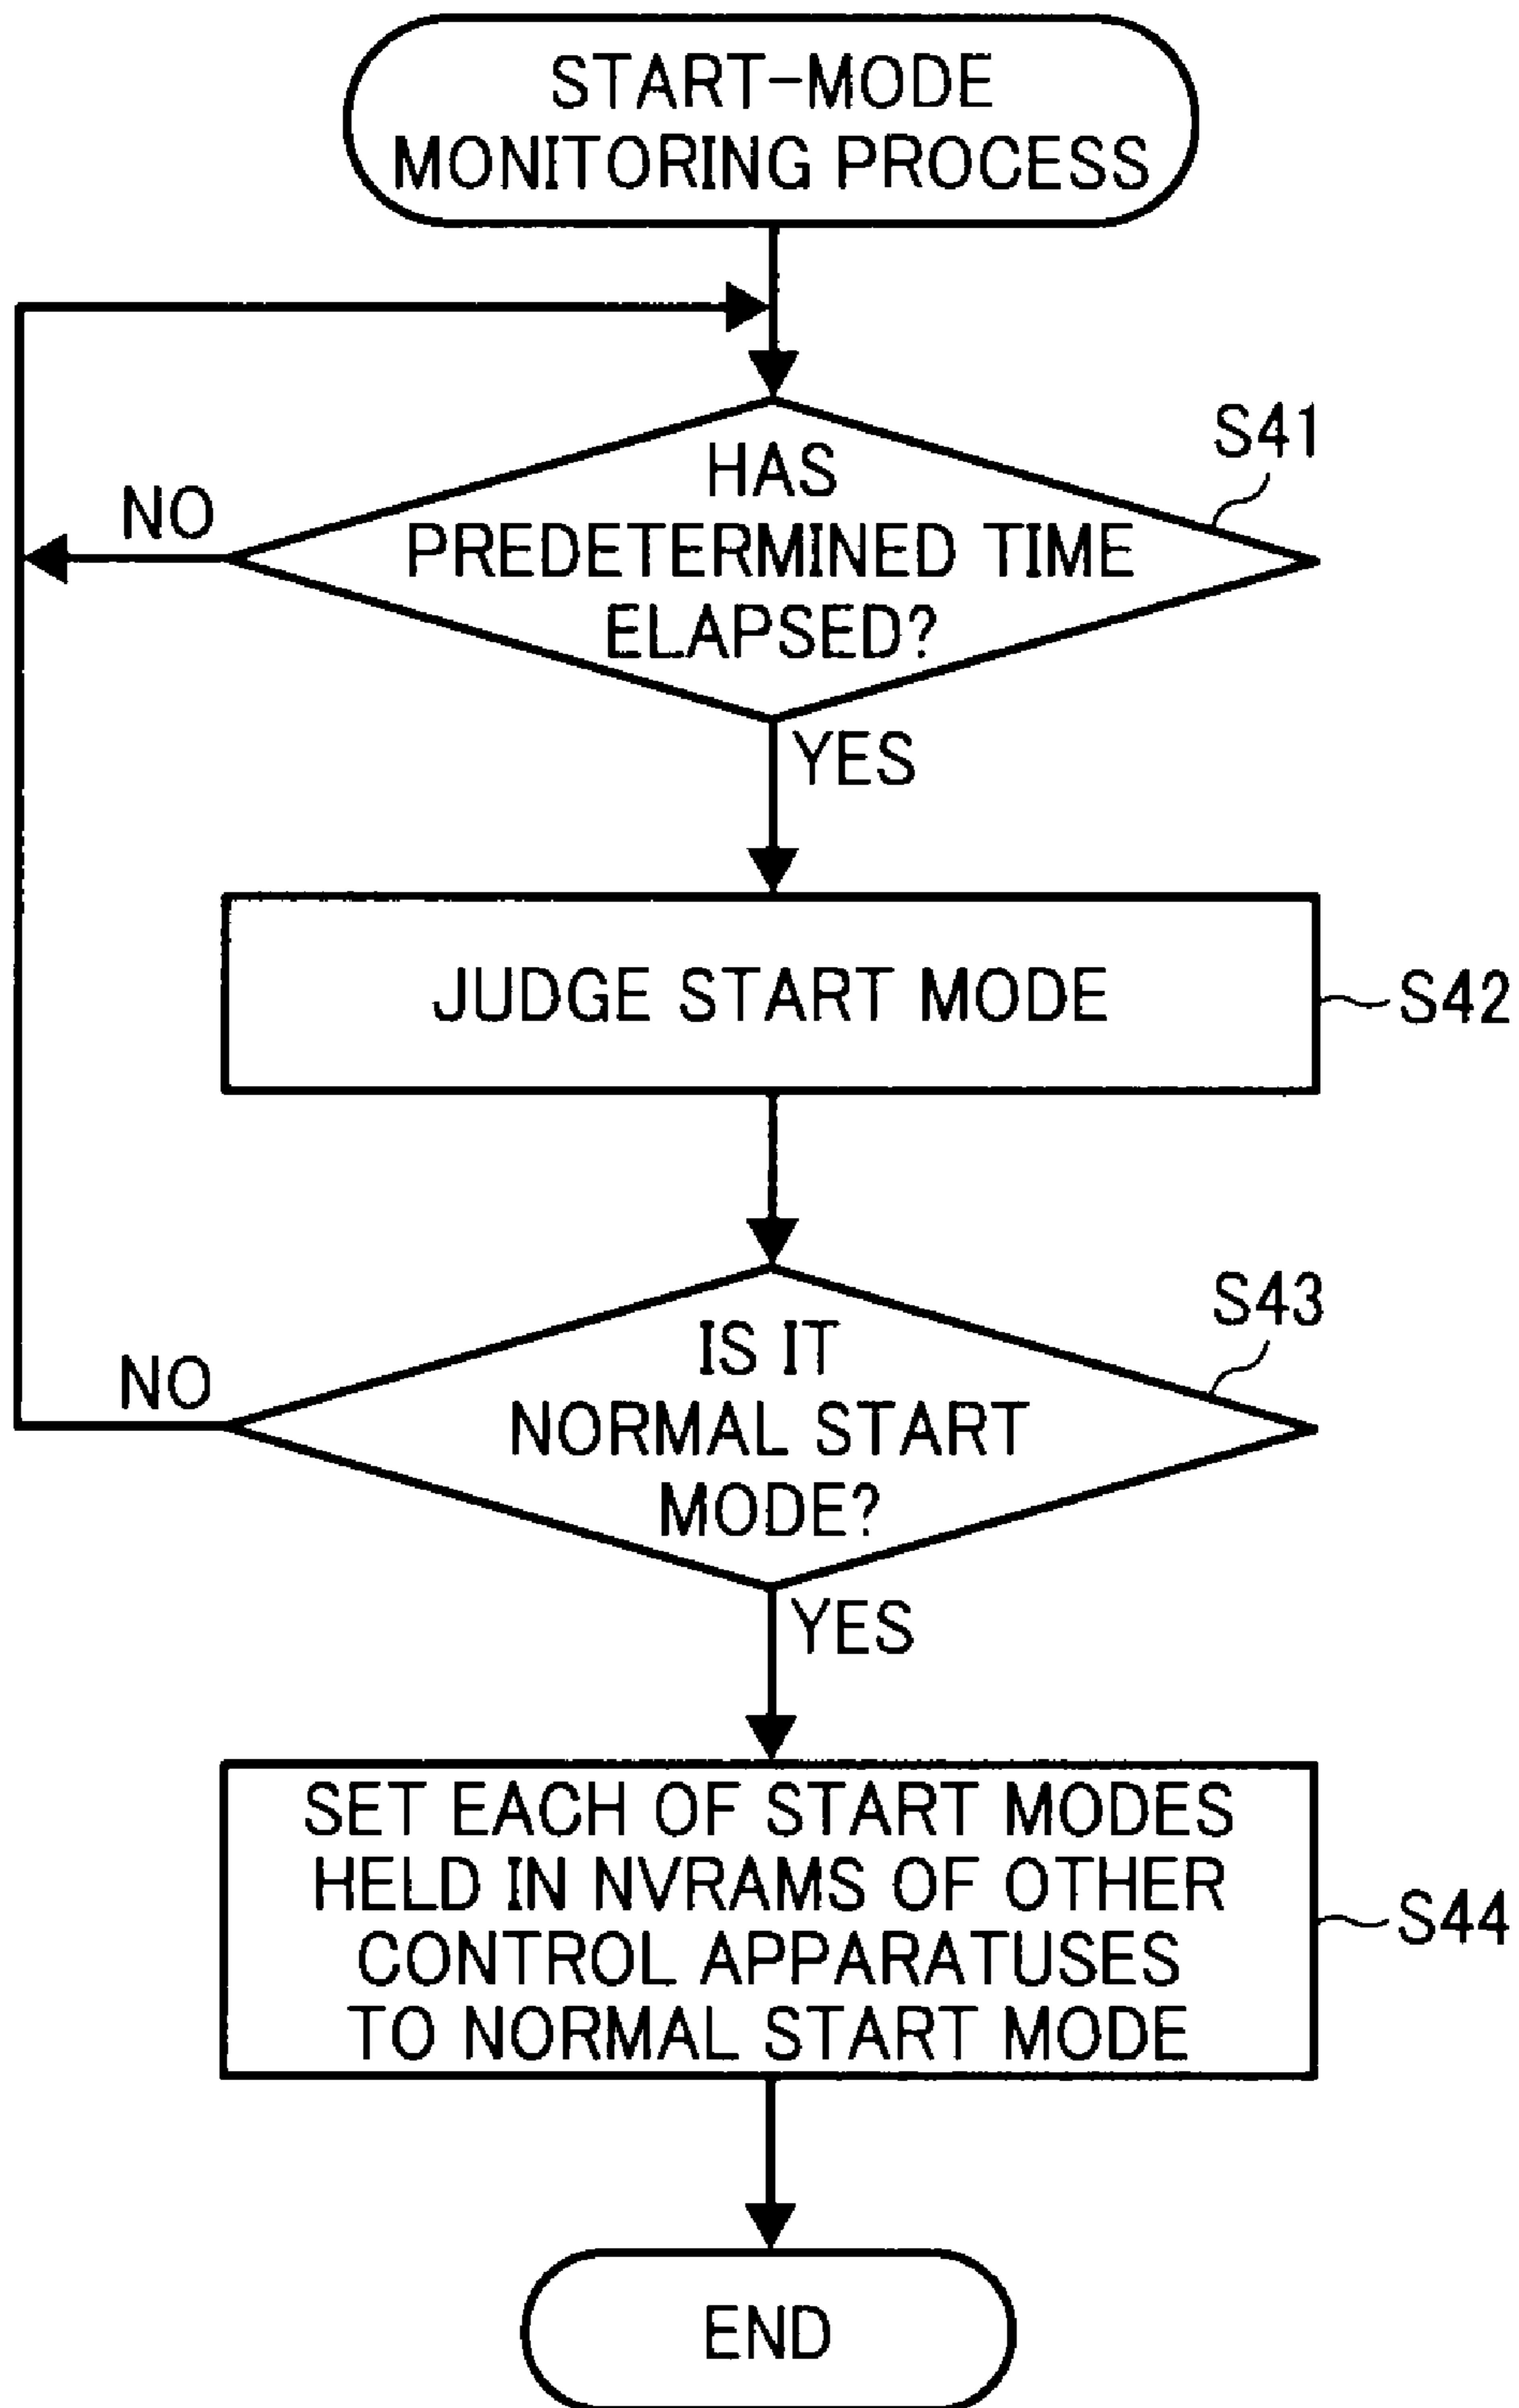 START-MODE
MONITORING PROCESS
S41
HAS
NO
PREDETERMINED TIME
ELAPSED?
YES
JUDGE START MODE
S42
S43
IS IT
NO
NORMAL START
MODE?
YES
SET EACH OF START MODES
HELD IN NVRAMS OF OTHER
CONTROL APPARATUSES
TO NORMAL START MODE
S44
END